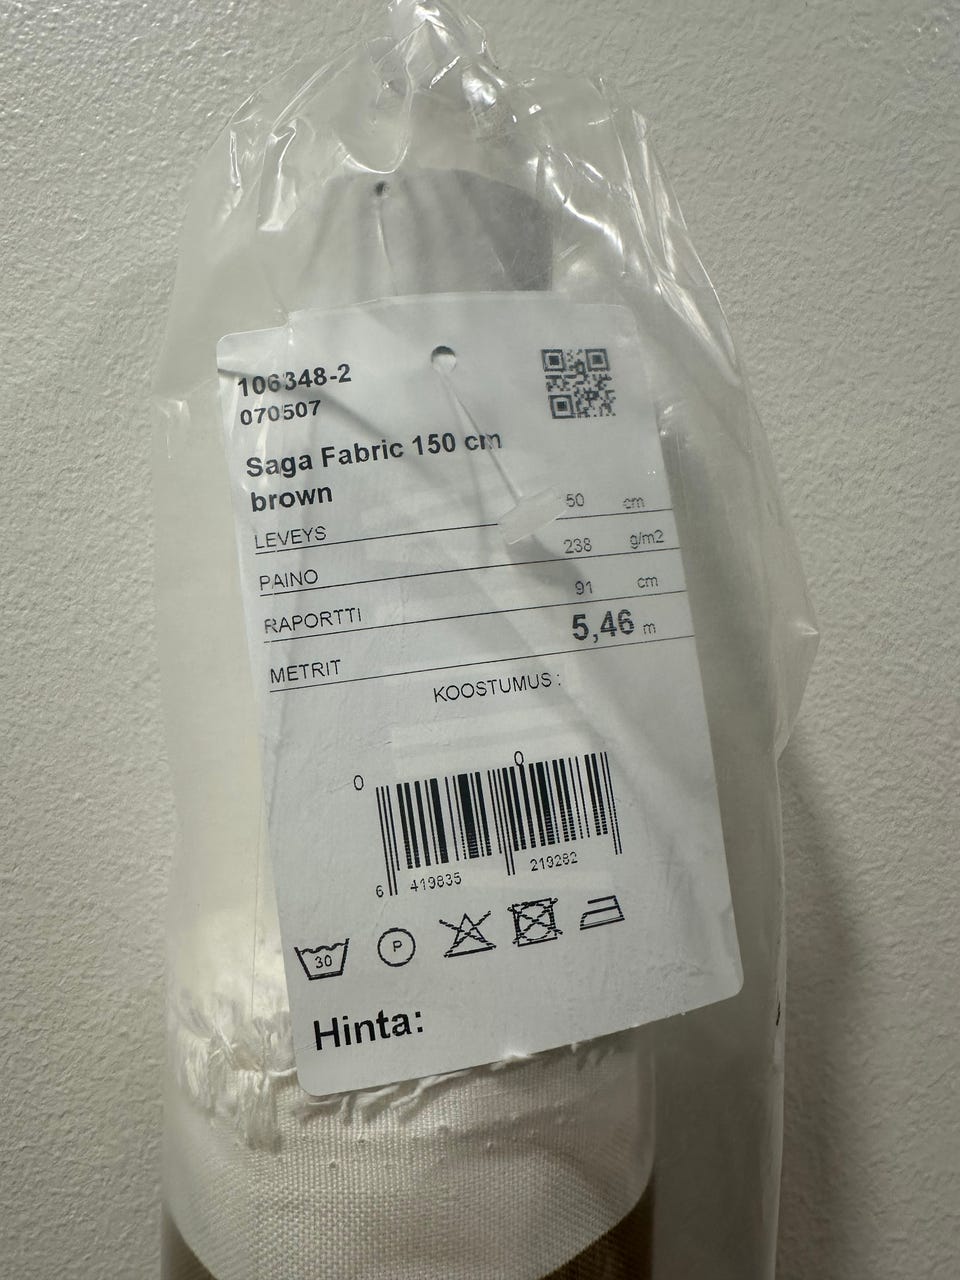 106348-2
070507
Saga Fabric 150 cm
brown
LEVEYS 50 cm
PAINO 238 g/m2
RAPORTTI 91 cm
METRIT 5,46 m
KOOSTUMUS :
0 0
6 419835 219282
30 P
Hinta: